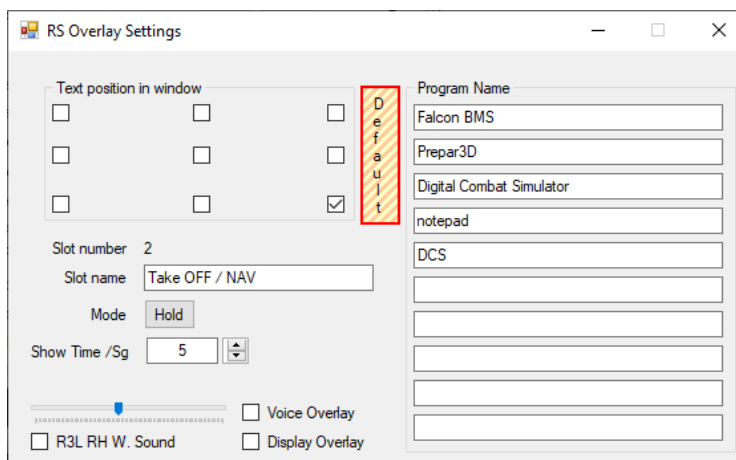 RS Overlay Settings
Text position in window
Default
Program Name
Falcon BMS
Prepar3D
Digital Combat Simulator
notepad
DCS
Slot number 2
Slot name Take OFF / NAV
Mode Hold
Show Time /Sg 5
Voice Overlay
R3L RH W. Sound
Display Overlay